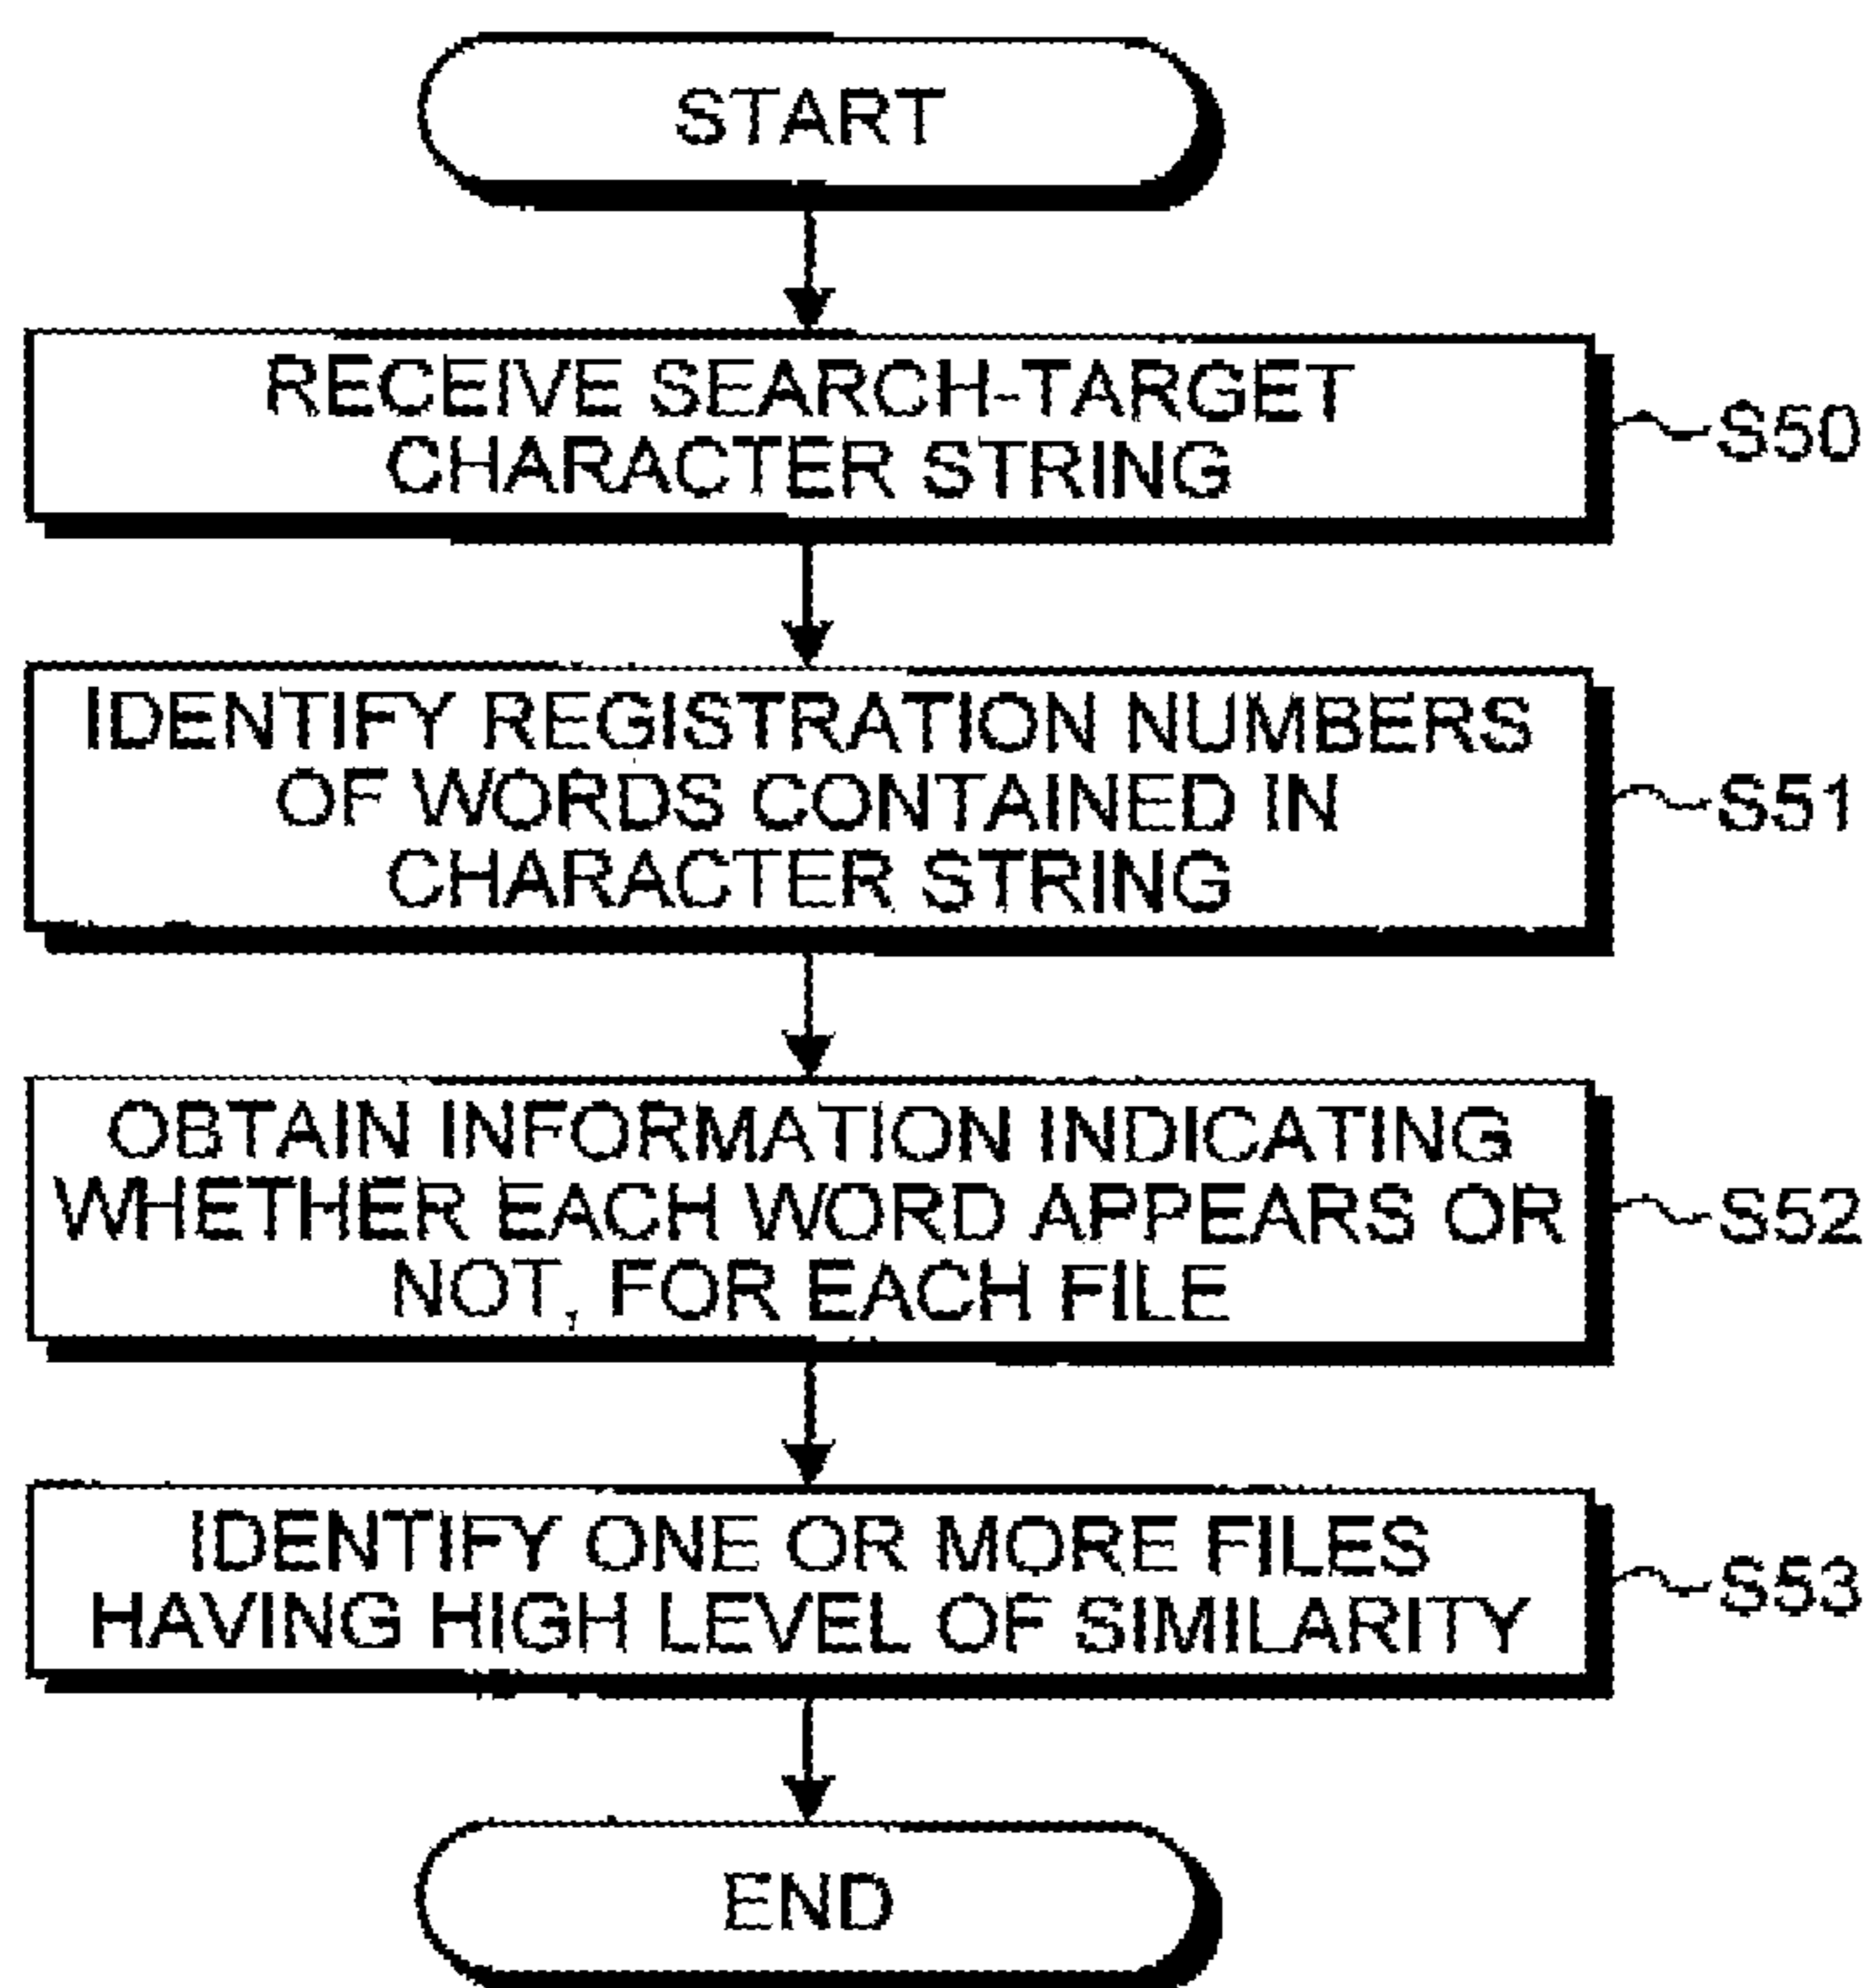 START
RECEIVE SEARCH-TARGET
CHARACTER STRING
S50
IDENTIFY REGISTRATION NUMBERS
OF WORDS CONTAINED IN
CHARACTER STRING
S51
OBTAIN INFORMATION INDICATING
WHETHER EACH WORD APPEARS OR
NOT, FOR EACH FILE
S52
IDENTIFY ONE OR MORE FILES
HAVING HIGH LEVEL OF SIMILARITY
S53
END